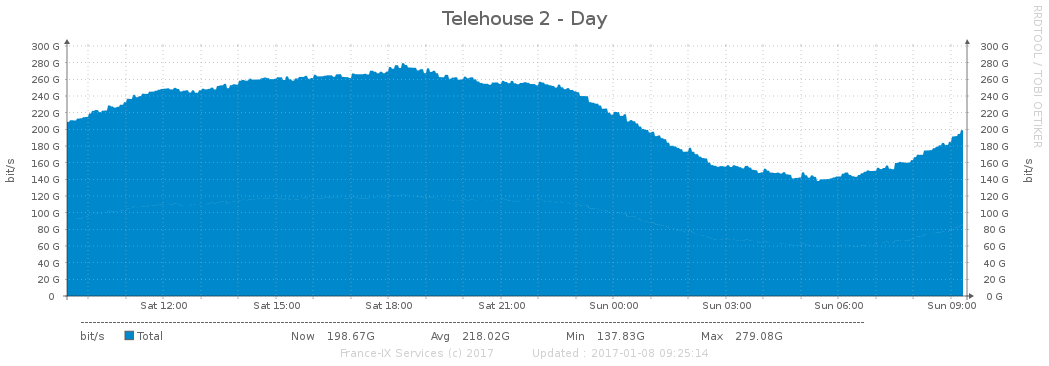 Telehouse 2 - Day
RRDTOOL / TOBI OETIKER
bit/s
bit/s
300 G 300 G
280 G 280 G
260 G 260 G
240 G 240 G
220 G 220 G
200 G 200 G
180 G 180 G
160 G 160 G
140 G 140 G
120 G 120 G
100 G 100 G
80 G 80 G
60 G 60 G
40 G 40 G
20 G 20 G
0 0 G
Sat 12:00 Sat 15:00 Sat 18:00 Sat 21:00 Sun 00:00 Sun 03:00 Sun 06:00 Sun 09:00
bit/s Total Now 198.67G Avg 218.02G Min 137.83G Max 279.08G
France-IX Services (c) 2017 Updated : 2017-01-08 09:25:14